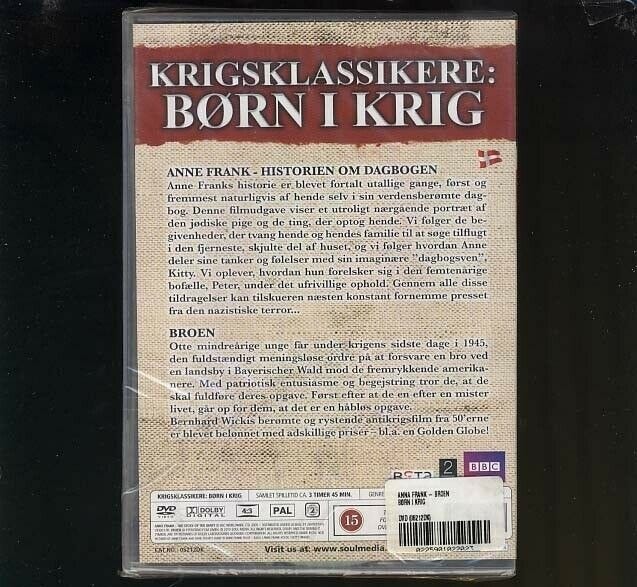 KRIGSKLASSIKERE:
BØRN I KRIG
ANNE FRANK - HISTORIEN OM DAGBOGEN
Anne Franks historie er blevet fortalt utallige gange, først og
fremmest naturligvis af hende selv i sin verdensberømte dag-
bog. Denne filmudgave viser et utroligt nærgående portræt af
den jødiske pige og de ting, der optog hende. Vi følger de be-
givenheder, der tvang hende og hendes familie til at søge tilflugt
i den fjerneste, skjulte del af huset, og vi følger hvordan Anne
deler sine tanker og følelser med sin imaginære "dagbogsven",
Kitty. Vi oplever, hvordan hun forelsker sig i den femtenårige
bofælle, Peter, under det ufrivillige ophold. Gennem alle disse
tildragelser kan tilskueren næsten konstant fornemme presset
fra den nazistiske terror...
BROEN
Otte mindreårige unge får under krigens sidste dage i 1945,
den fuldstændigt meningsløse ordre på at forsvare en bro ved
en landsby i Bayerischer Wald mod de fremrykkende amerika-
nere. Med patriotisk entusiasme og begejstring tror de, at de
skal fuldføre deres opgave. Først efter at de en efter en mister
livet, går op for dem, at det er en håbløs opgave.
Bernhard Wickis berømte og rystende antikrigsfilm fra 50'erne
er blevet belønnet med adskillige priser – bl.a. en Golden Globe!
BETA
2
BBC
KRIGSKLASSIKERE: BØRN I KRIG
SAMLET SPILLETID CA. 3 TIMER 45 MIN.
GENRE
DVD
DOLBY
DIGITAL
4:3
PAL
2
15
ANNA FRANK - BROEN
BØRN I KRIG
DVD (05212DK)
CAT.NO.: 05212DK
Visit us at: www.soulmedia